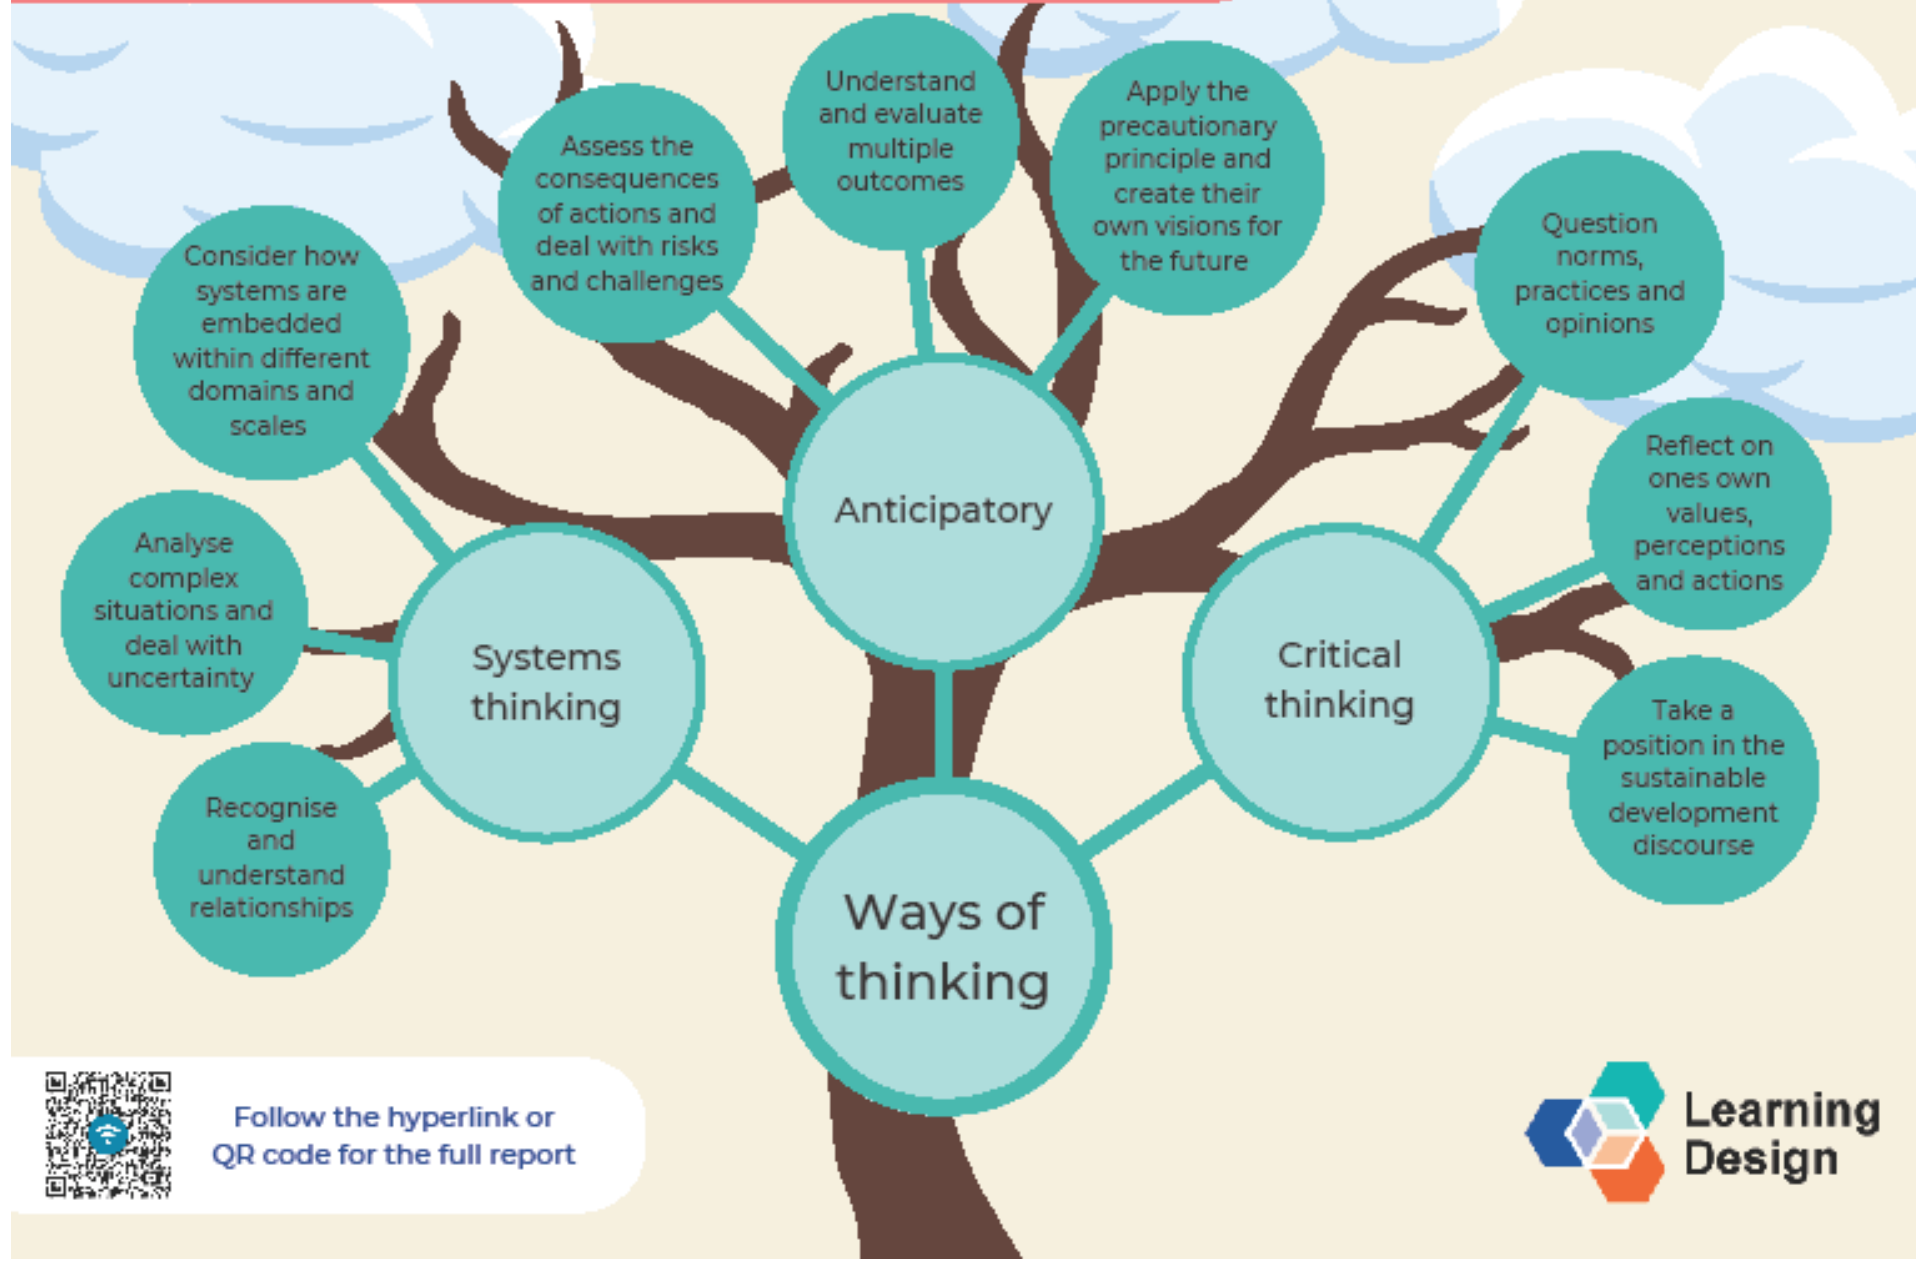 Understand
and evaluate
multiple
outcomes
Apply the
precautionary
principle and
create their
own visions for
the future
Assess the
consequences
of actions and
deal with risks
and challenges
Question
norms,
practices and
opinions
Consider how
systems are
embedded
within different
domains and
scales
Reflect on
ones own
values,
perceptions
and actions
Anticipatory
Analyse
complex
situations and
deal with
uncertainty
Systems
thinking
Critical
thinking
Take a
position in the
sustainable
development
discourse
Recognise
and
understand
relationships
Ways of
thinking
Follow the hyperlink or
QR code for the full report
Learning
Design